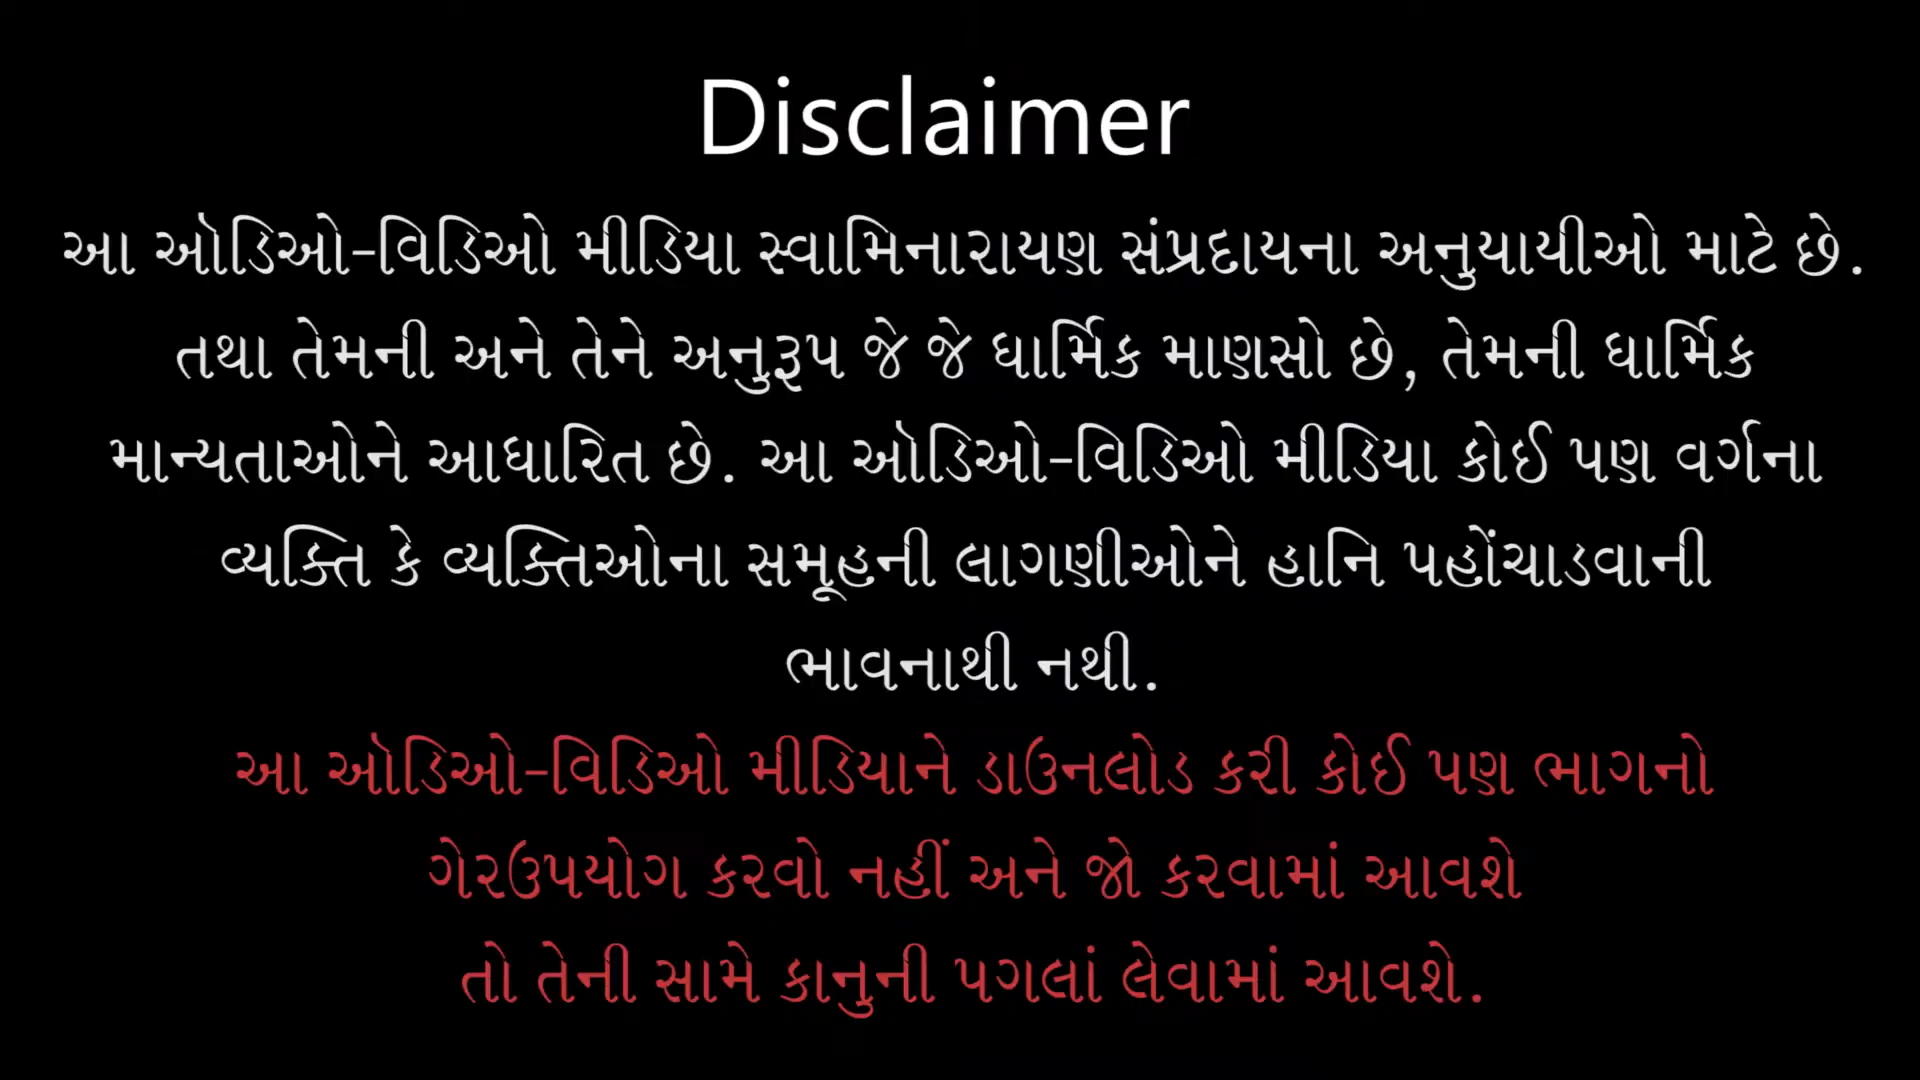 Disclaimer
આ ઑડિઓ-વિડિઓ મીડિયા સ્વામિનારાયણ સંપ્રદાયના અનુયાયીઓ માટે છે.
તથા તેમની અને તેને અનુરૂપ જે જે ધાર્મિક માણસો છે, તેમની ધાર્મિક
માન્યતાઓને આધારિત છે. આ ઑડિઓ-વિડિઓ મીડિયા કોઈ પણ વર્ગના
વ્યક્તિ કે વ્યક્તિઓના સમૂહની લાગણીઓને હાનિ પહોંચાડવાની
ભાવનાથી નથી.
આ ઑડિઓ-વિડિઓ મીડિયાને ડાઉનલોડ કરી કોઈ પણ ભાગનો
ગેરઉપયોગ કરવો નહીં અને જો કરવામાં આવશે
તો તેની સામે કાનુની પગલાં લેવામાં આવશે.